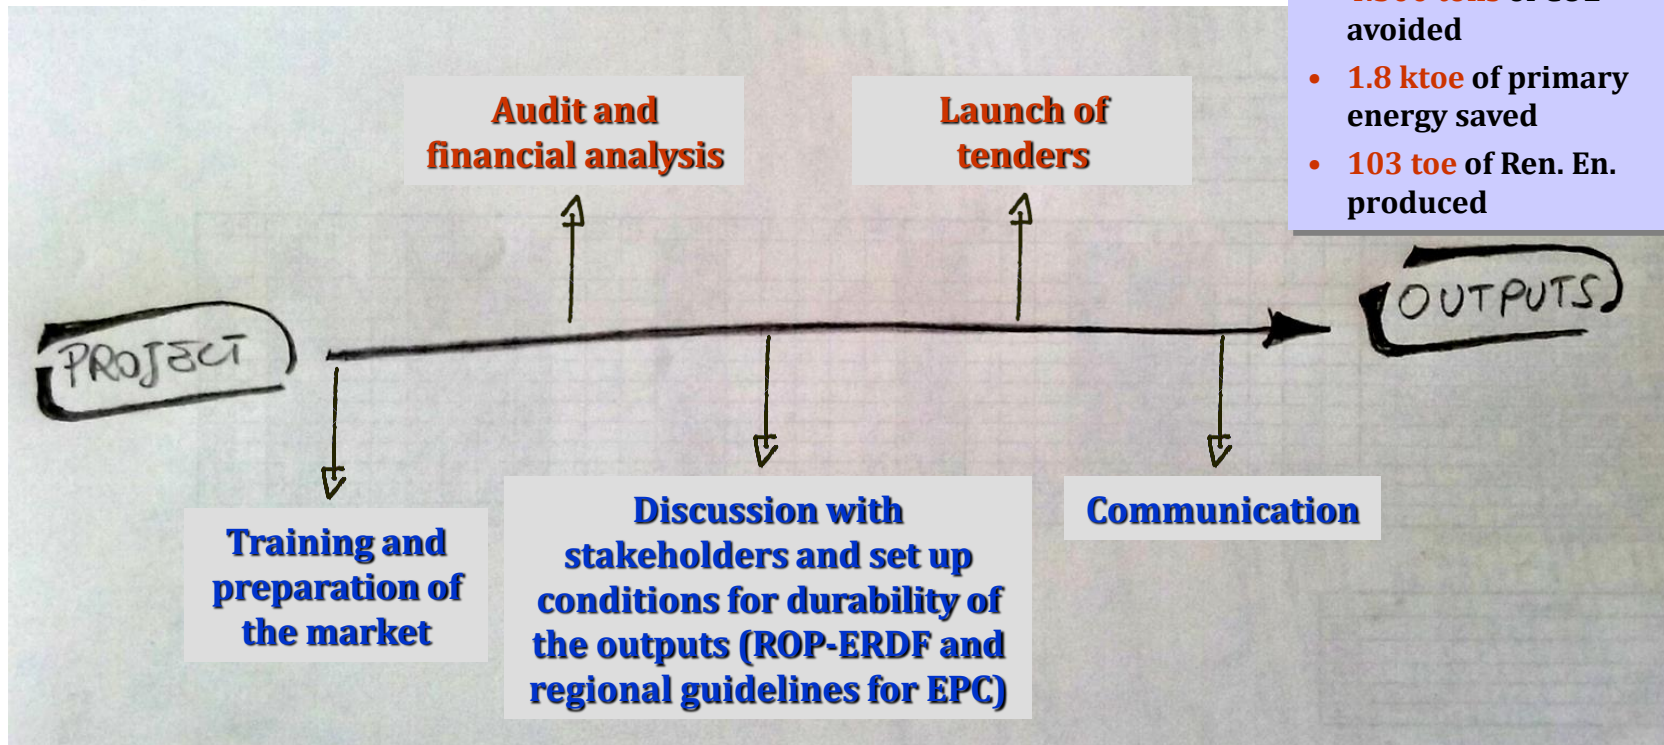 avoided
• 1.8 ktoe of primary
energy saved
• 103 toe of Ren. En.
produced
Audit and
financial analysis
Launch of
tenders
PROJECT
OUTPUTS
Training and
preparation of
the market
Discussion with
stakeholders and set up
conditions for durability of
the outputs (ROP-ERDF and
regional guidelines for EPC)
Communication